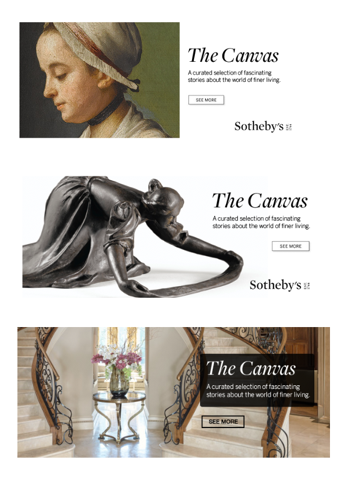 The Canvas
A curated selection of fascinating
stories about the world of finer living.
SEE MORE
Sotheby's
The Canvas
A curated selection of fascinating
stories about the world of finer living.
SEE MORE
Sotheby's
The Canvas
A curated selection of fascinating
stories about the world of finer living.
SEE MORE